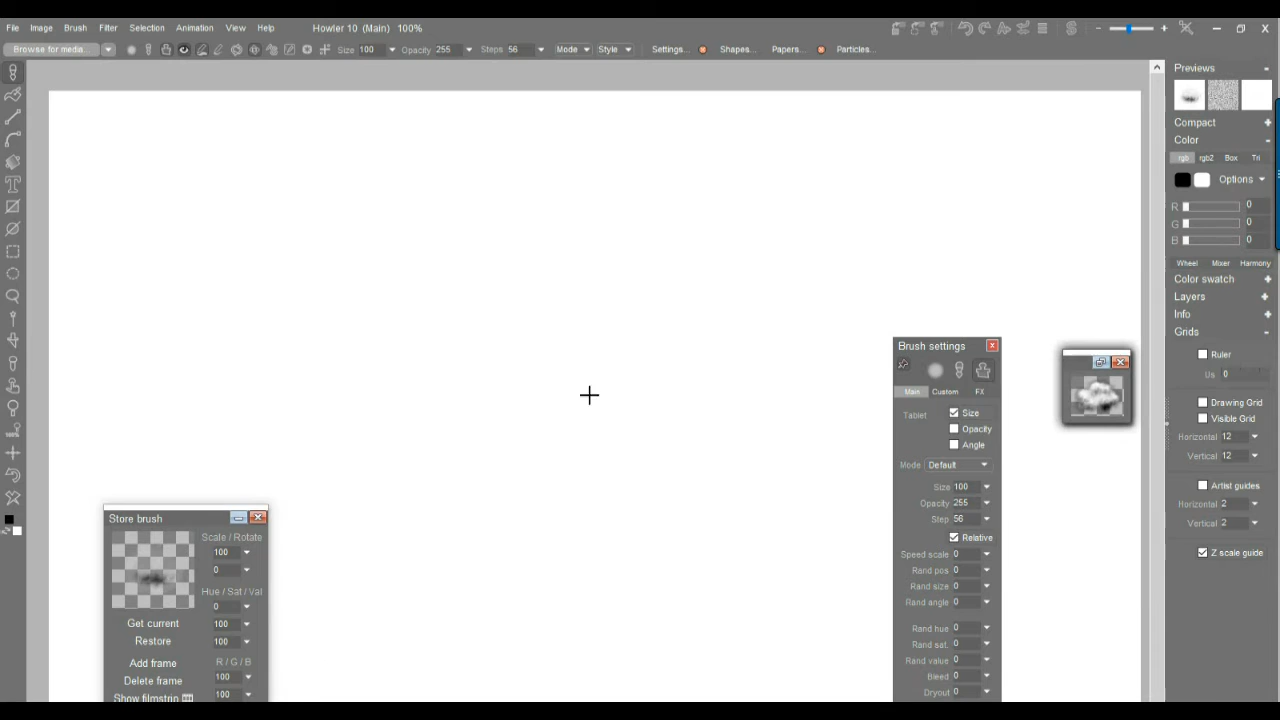 File Image Brush Filter Selection Animation View Help Howler 10 (Main) 100%
Browse for media... Size 100 Opacity 255 Steps 56 Mode Style Settings... Shapes... Papers... Particles...
Previews
Compact
Color
rgb rgb2 Box Tri
Options
R 0
G 0
B 0
Wheel Mixer Harmony
Color swatch
Layers
Info
Grids
Ruler
Us 0
Drawing Grid
Visible Grid
Horizontal 12
Vertical 12
Artist guides
Horizontal 2
Vertical 2
Z scale guide
Brush settings
Main Custom FX
Tablet Size
Opacity
Angle
Mode Default
Size 100
Opacity 255
Step 56
Relative
Speed scale 0
Rand pos 0
Rand size 0
Rand angle 0
Rand hue 0
Rand sat. 0
Rand value 0
Bleed 0
Dryout 0
Store brush
Scale / Rotate
100
0
Hue / Sat / Val
0
Get current 100
Restore 100
Add frame R / G / B
Delete frame 100
Show filmstrip 100